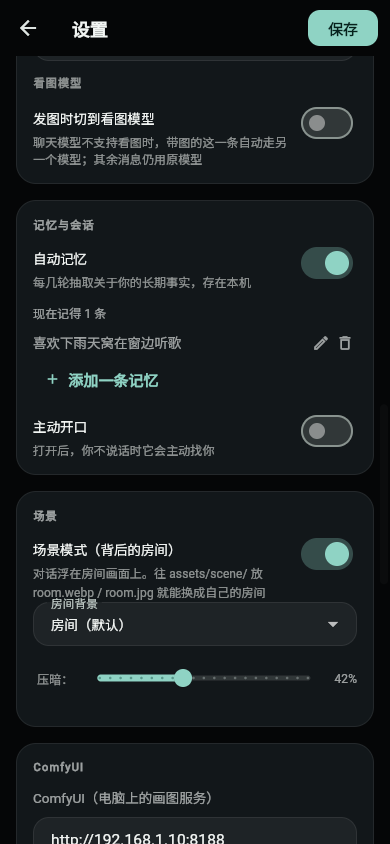 设置
保存
看图模型
发图时切到看图模型
聊天模型不支持看图时，带图的这一条自动走另
一个模型；其余消息仍用原模型
记忆与会话
自动记忆
每几轮抽取关于你的长期事实，存在本机
现在记得 1 条
喜欢下雨天窝在窗边听歌
+ 添加一条记忆
主动开口
打开后，你不说话时它会主动找你
场景
场景模式（背后的房间）
对话浮在房间画面上。往 assets/scene/ 放
room.webp / room.jpg 就能换成自己的房间
房间背景
房间（默认）
压暗：
42%
ComfyUI
ComfyUI（电脑上的画图服务）
http://192.168.1.10:8188